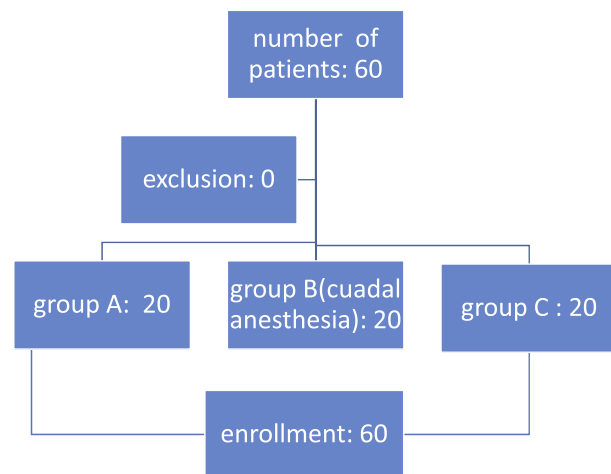 number of
patients: 60
exclusion: 0
group A: 20
group B(cuadal
anesthesia): 20
group C : 20
enrollment: 60